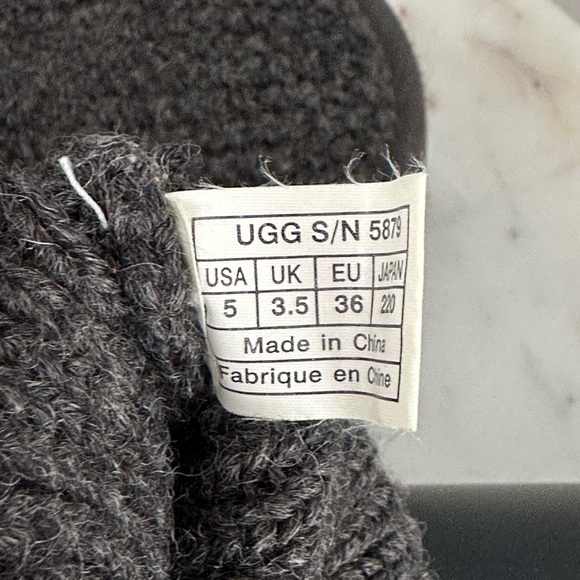 UGG S/N 5879
USA UK EU JAPAN
5 3.5 36 220
Made in China
Fabrique en Chine